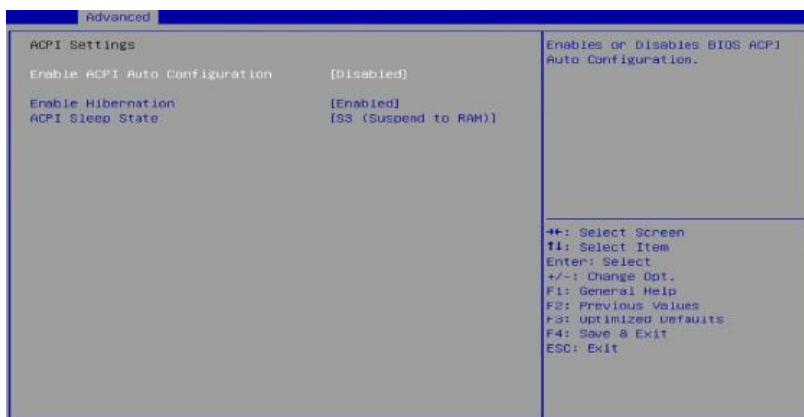 Advanced
ACPI Settings
Enable ACPI Auto Configuration [Disabled]
Enable Hibernation [Enabled]
ACPI Sleep State [S3 (Suspend to RAM)]
Enables or Disables BIOS ACPI
Auto Configuration.
→←: Select Screen
↑↓: Select Item
Enter: Select
+/-: Change Opt.
F1: General Help
F2: Previous Values
F3: Optimized Defaults
F4: Save & Exit
ESC: Exit